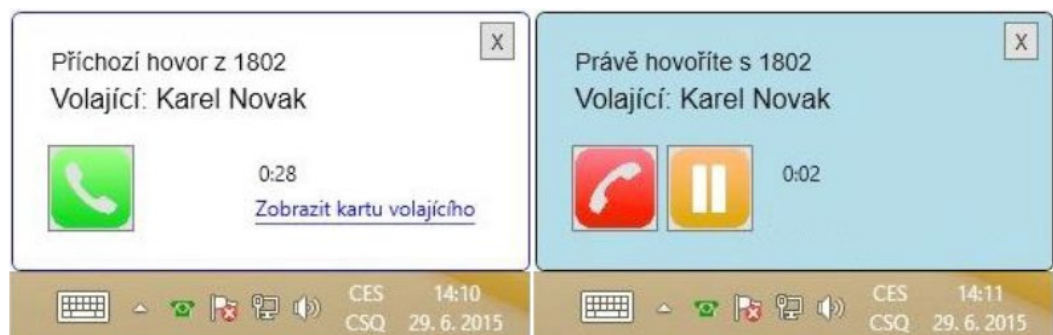 X
Příchozí hovor z 1802
Volající: Karel Novak
0:28
Zobrazit kartu volajícího
CES 14:10
CSQ 29. 6. 2015
X
Právě hovoříte s 1802
Volající: Karel Novak
0:02
CES 14:11
CSQ 29. 6. 2015